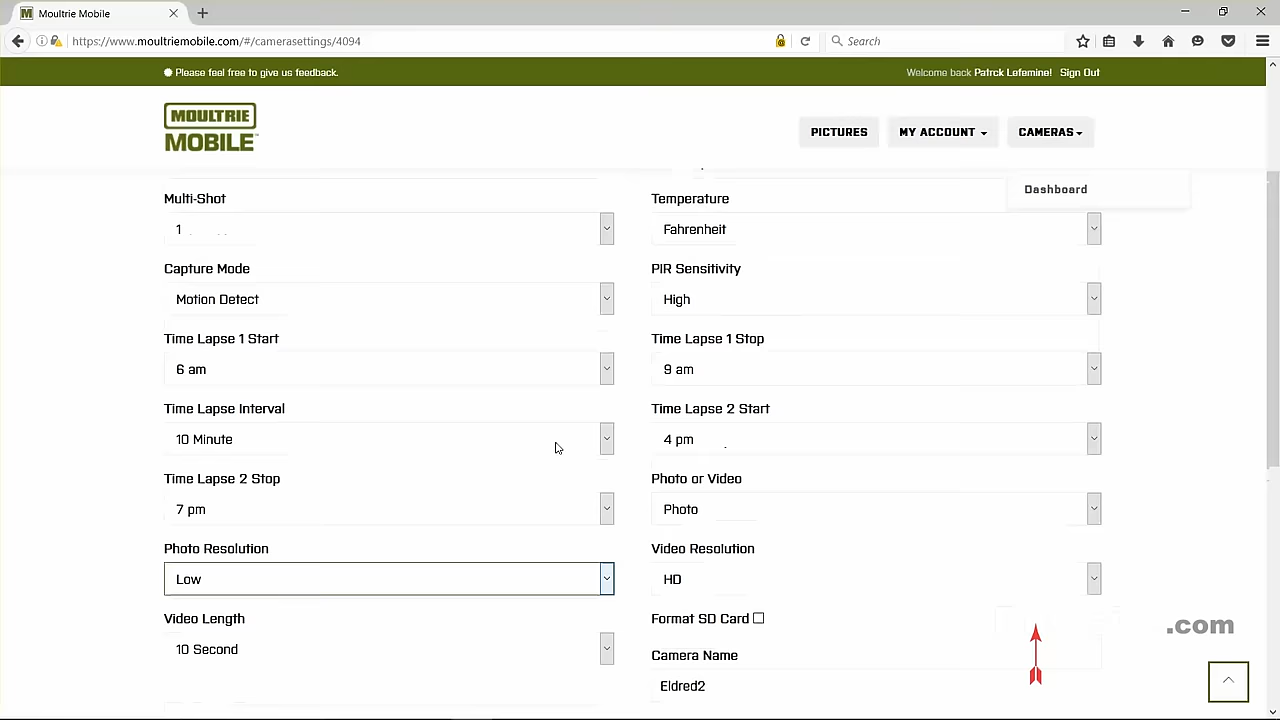 Moultrie Mobile
https://www.moultriemobile.com/#/camerasettings/4094
Search
Please feel free to give us feedback.
Welcome back Patrck Lefemine! Sign Out
MOULTRIE
MOBILE
PICTURES
MY ACCOUNT
CAMERAS
Dashboard
Multi-Shot
Temperature
1
Fahrenheit
Capture Mode
PIR Sensitivity
Motion Detect
High
Time Lapse 1 Start
Time Lapse 1 Stop
6 am
9 am
Time Lapse Interval
Time Lapse 2 Start
10 Minute
4 pm
Time Lapse 2 Stop
Photo or Video
7 pm
Photo
Photo Resolution
Video Resolution
Low
HD
Video Length
Format SD Card
.com
10 Second
Camera Name
Eldred2